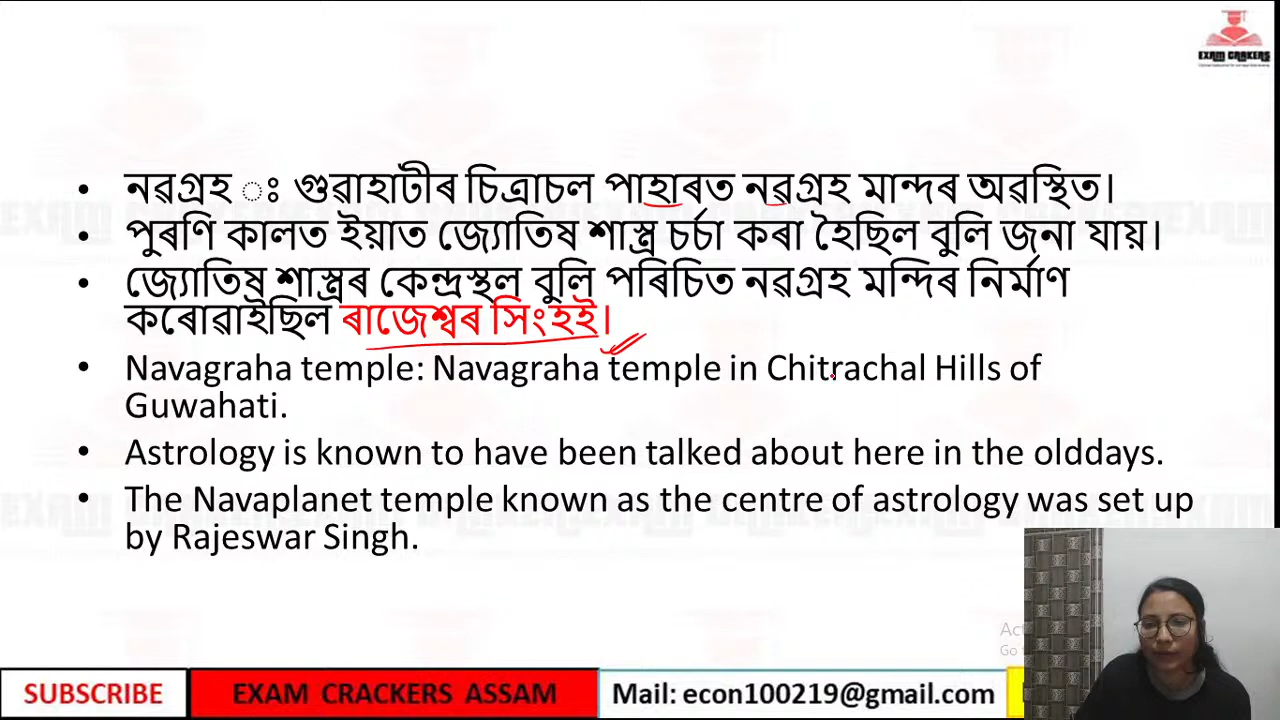 EXAM CRAKERS
• নৱগ্ৰহ ঃ গুৱাহাটীৰ চিত্ৰাচল পাহাৰত নৱগ্ৰহ মান্দৰ অৱস্থিত।
• পুৰণি কালত ইয়াত জ্যোতিষ শাস্ত্ৰ চৰ্চা কৰা হৈছিল বুলি জনা যায়।
• জ্যোতিষ শাস্ত্ৰৰ কেন্দ্ৰস্থল বুলি পৰিচিত নৱগ্ৰহ মন্দিৰ নিৰ্মাণ
কৰোৱাইছিল ৰাজেশ্বৰ সিংহই।
• Navagraha temple: Navagraha temple in Chitrachal Hills of
Guwahati.
• Astrology is known to have been talked about here in the olddays.
• The Navaplanet temple known as the centre of astrology was set up
by Rajeswar Singh.
SUBSCRIBE EXAM CRACKERS ASSAM Mail: econ100219@gmail.com